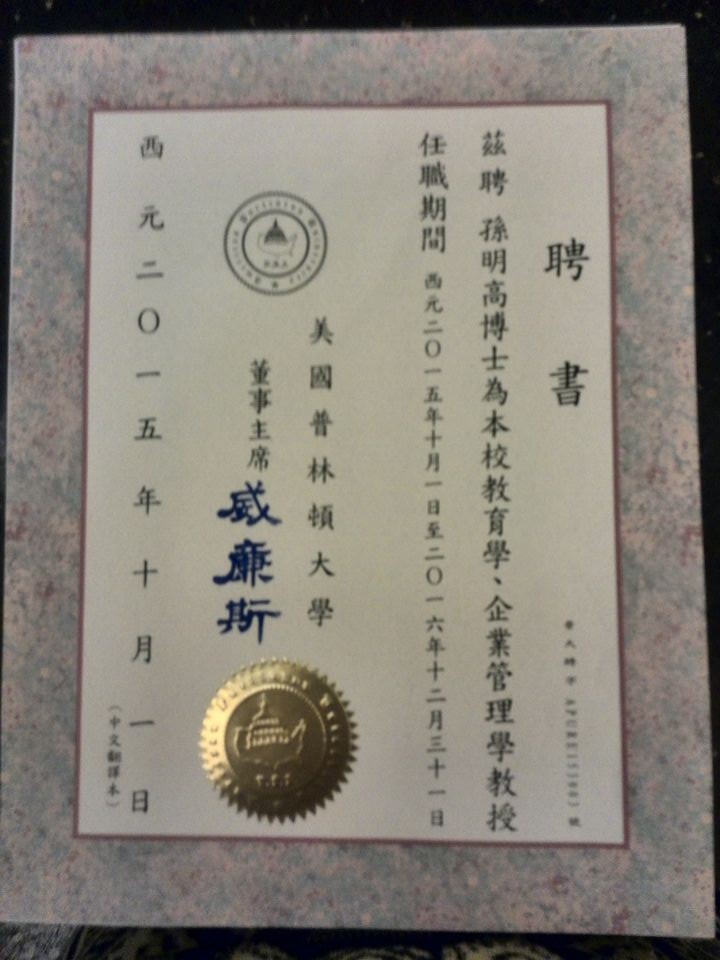 聘書
茲聘 孫明高博士為本校教育學、企業管理學教授
任職期間 西元二〇一五年十月一日至二〇一六年十二月三十一日
美國普林頓大學
董事主席 威廉斯
西元二〇一五年十月一日
(中文翻譯本)